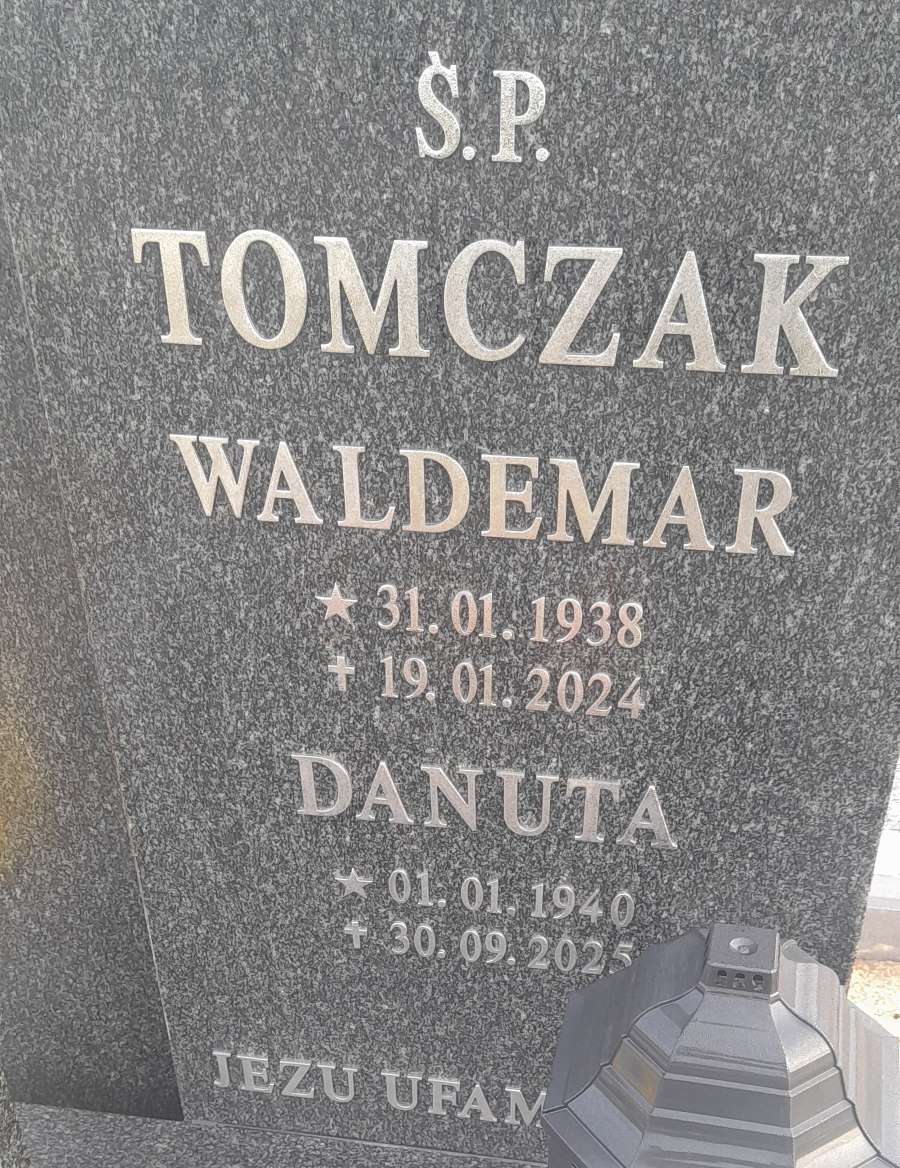 Ś.P.
TOMCZAK
WALDEMAR
★ 31.01.1938
✝ 19.01.2024
DANUTA
★ 01.01.1940
✝ 30.09.2025
JEZU UFAM